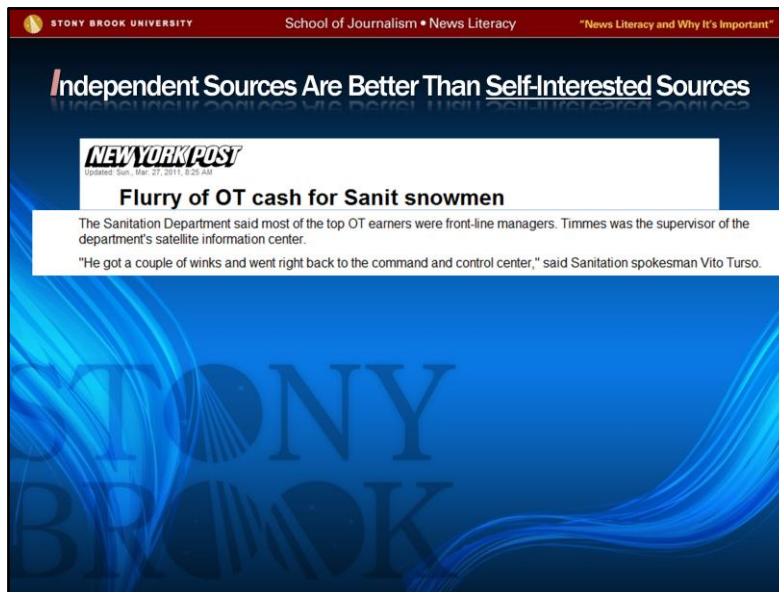 STONY BROOK UNIVERSITY
School of Journalism • News Literacy
"News Literacy and Why It's Important"
Independent Sources Are Better Than Self-Interested Sources
NEW YORK POST
Updated: Sun., Mar. 27, 2011, 8:25 AM
Flurry of OT cash for Sanit snowmen
The Sanitation Department said most of the top OT earners were front-line managers. Timmes was the supervisor of the
department's satellite information center.
"He got a couple of winks and went right back to the command and control center," said Sanitation spokesman Vito Turso.
STONY
BROOK